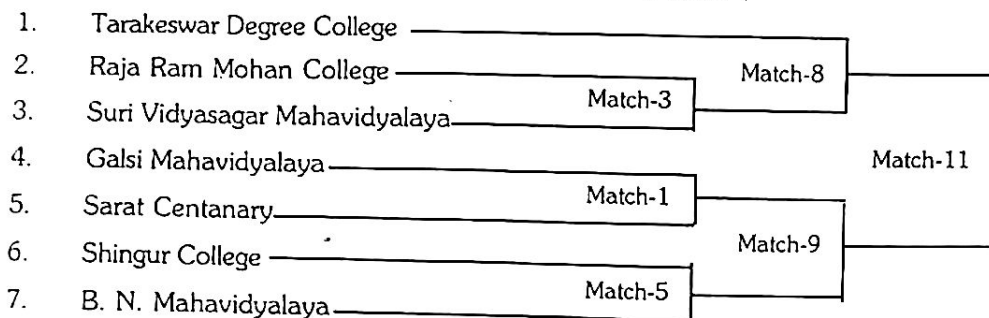 1. Tarakeswar Degree College
2. Raja Ram Mohan College
Match-8
3. Suri Vidyasagar Mahavidyalaya
Match-3
4. Galsi Mahavidyalaya
Match-11
5. Sarat Centanary
Match-1
6. Shingur College
Match-9
7. B. N. Mahavidyalaya
Match-5